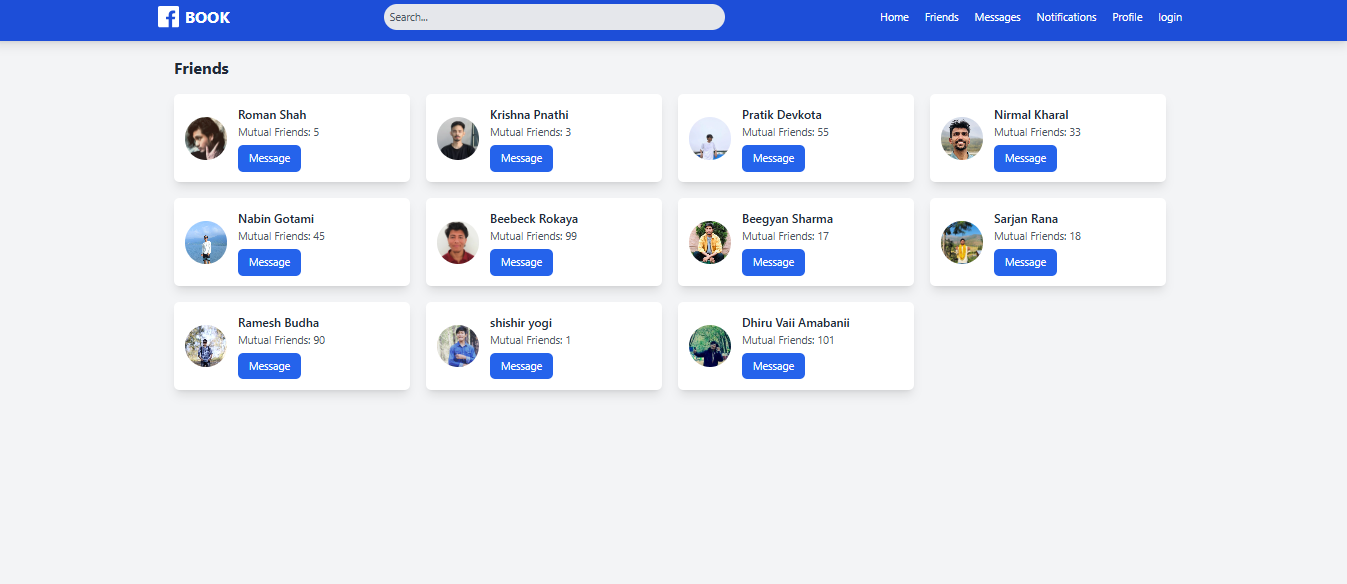 BOOK Search... Home Friends Messages Notifications Profile login
Friends
Roman Shah
Mutual Friends: 5
Message
Krishna Pnathi
Mutual Friends: 3
Message
Pratik Devkota
Mutual Friends: 55
Message
Nirmal Kharal
Mutual Friends: 33
Message
Nabin Gotami
Mutual Friends: 45
Message
Beebeck Rokaya
Mutual Friends: 99
Message
Beegyan Sharma
Mutual Friends: 17
Message
Sarjan Rana
Mutual Friends: 18
Message
Ramesh Budha
Mutual Friends: 90
Message
shishir yogi
Mutual Friends: 1
Message
Dhiru Vaii Amabanii
Mutual Friends: 101
Message